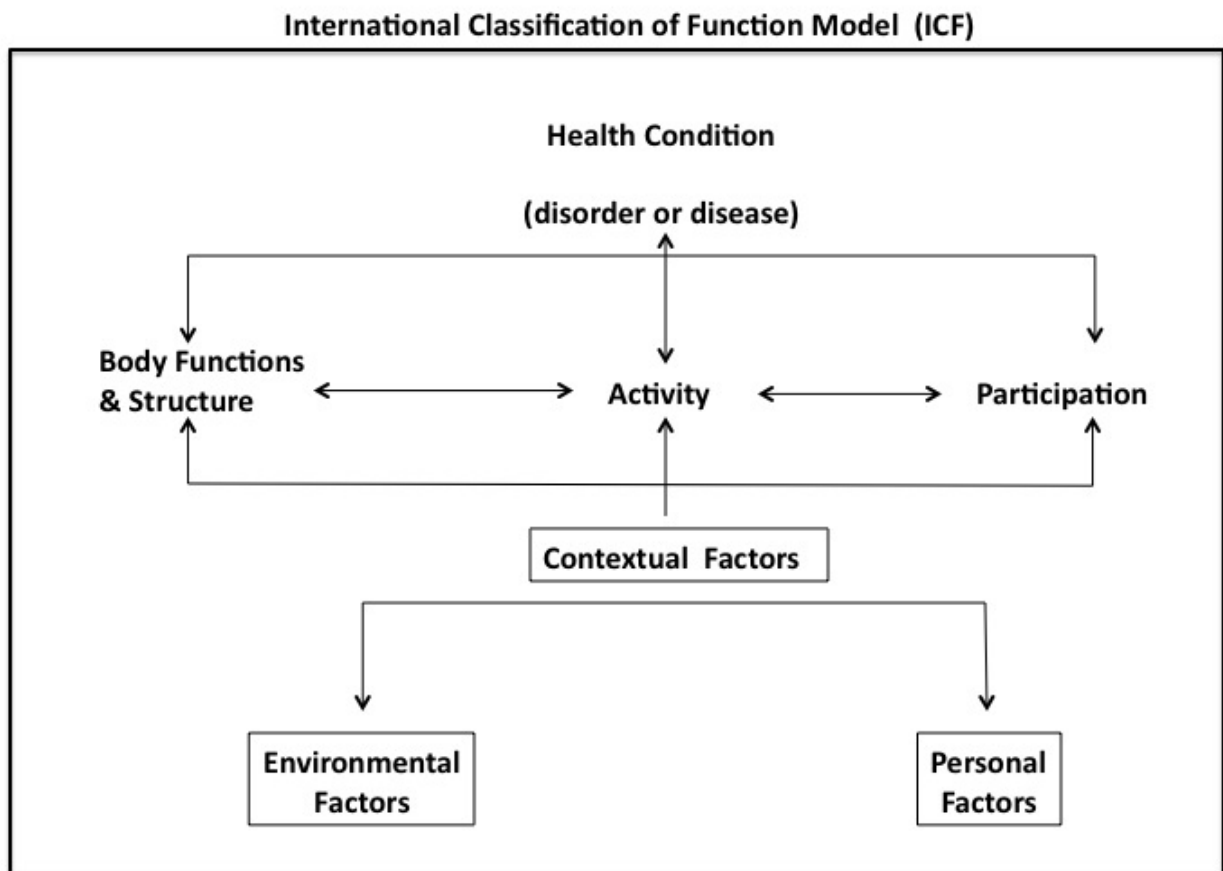 International Classification of Function Model  (ICF)
Health Condition
(disorder or disease)
Body Functions
& Structure
Activity
Participation
Contextual  Factors
Environmental
Factors
Personal
Factors